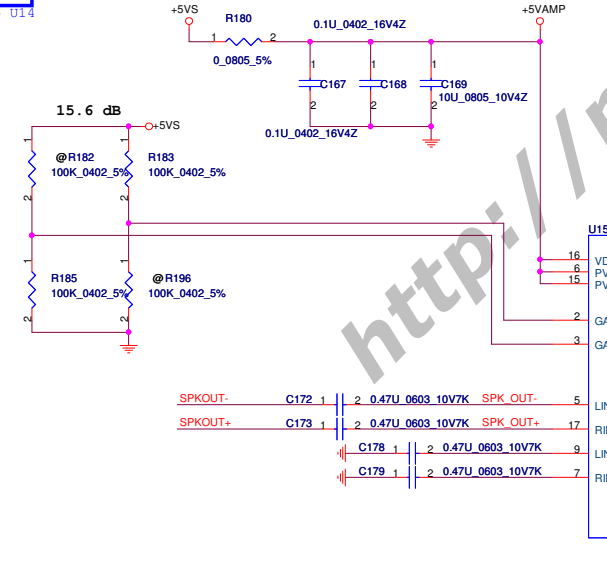 U14
+5VS
R180
1
2
0_0805_5%
0.1U_0402_16V4Z
+5VAMP
1
C167
2
1
C168
2
1
C169
10U_0805_10V4Z
2
0.1U_0402_16V4Z
15.6 dB
+5VS
1
@R182
100K_0402_5%
2
1
R183
100K_0402_5%
2
1
R185
100K_0402_5%
2
1
@R196
100K_0402_5%
2
http://
U15
16
6
PV
15
PV
2
GA
3
GA
SPKOUT-
C172
1
2
0.47U_0603_10V7K
SPK_OUT-
5
LIN
SPKOUT+
C173
1
2
0.47U_0603_10V7K
SPK_OUT+
17
RI
C178
1
2
0.47U_0603_10V7K
9
LIN
C179
1
2
0.47U_0603_10V7K
7
RI